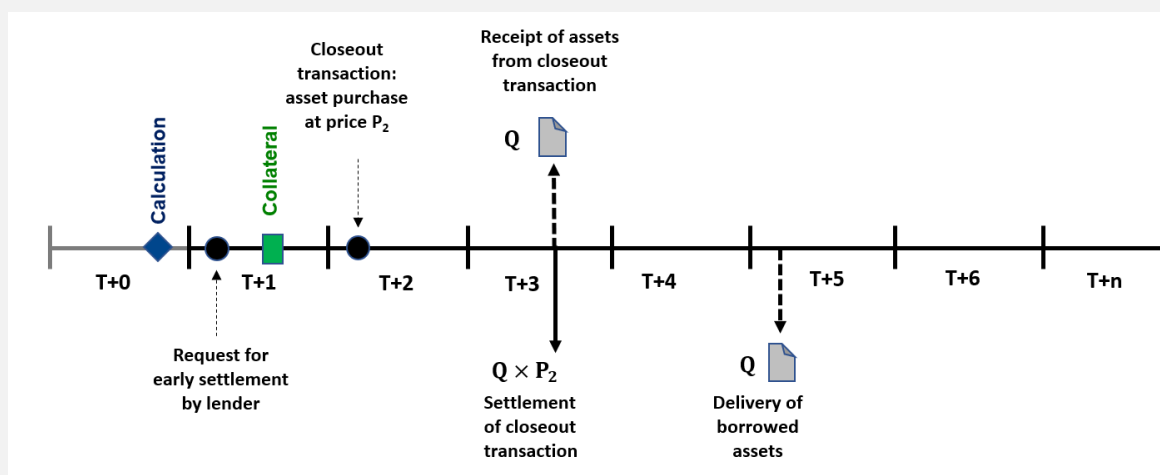 Receipt of assets
from closeout
transaction
Closeout
transaction:
asset purchase
at price P₂
Calculation
Collateral
Q
T+0
T+1
T+2
T+3
T+4
T+5
T+6
T+n
Request for
early settlement
by lender
Q × P₂
Settlement
of closeout
transaction
Q
Delivery of
borrowed
assets